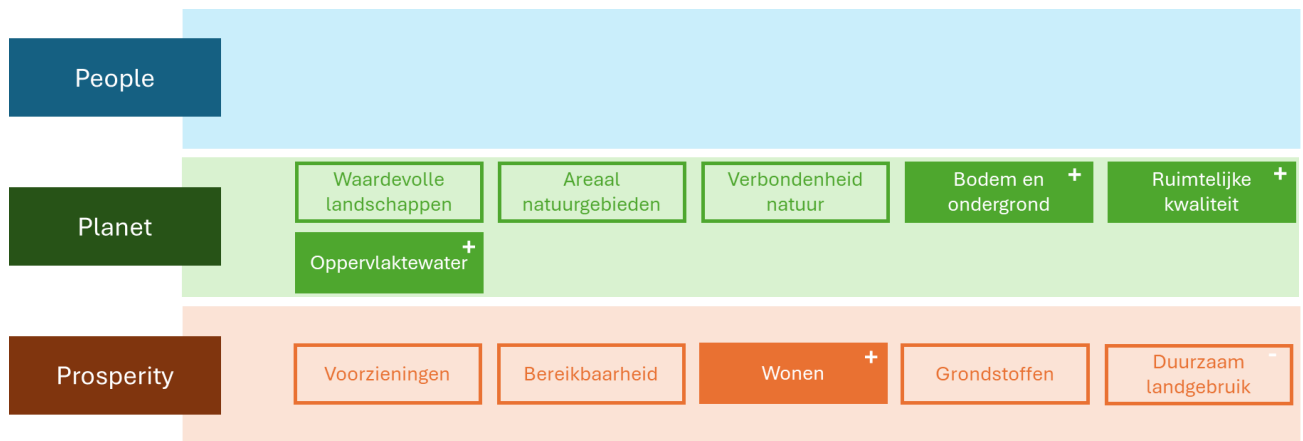 People
Planet
Waardevolle
landschappen
Areaal
natuurgebieden
Verbondenheid
natuur
Bodem en
ondergrond
+
Ruimtelijke
kwaliteit
+
Oppervlaktewater
+
Prosperity
Voorzieningen
Bereikbaarheid
Wonen
+
Grondstoffen
Duurzaam
landgebruik
-